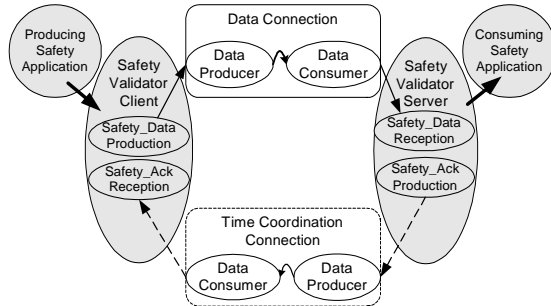 Producing
Safety
Application
Safety
Validator
Client
Safety_Data
Production
Safety_Ack
Reception
Data Connection
Data
Producer
Data
Consumer
Safety
Validator
Server
Safety_Data
Reception
Safety_Ack
Production
Consuming
Safety
Application
Time Coordination
Connection
Data
Consumer
Data
Producer